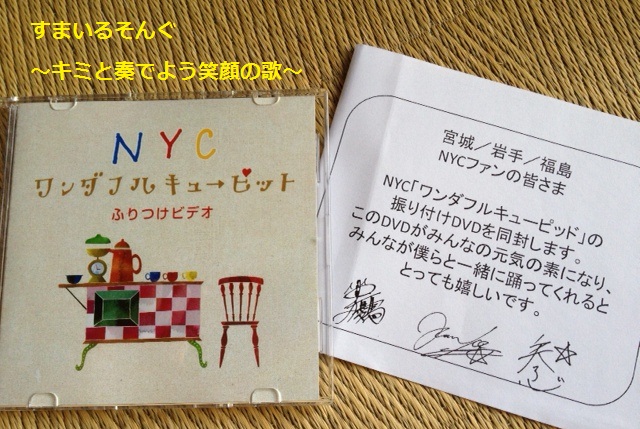 すまいるそんぐ
～キミと奏でよう笑顔の歌～
NYC
ワンダフルキューピット
ふりつけビデオ
宮城／岩手／福島
NYCファンの皆さま
NYC「ワンダフルキューピッド」の
振り付けDVDを同封します。
このDVDがみんなの元気の素になり、
みんなが僕らと一緒に踊ってくれると
とっても嬉しいです。